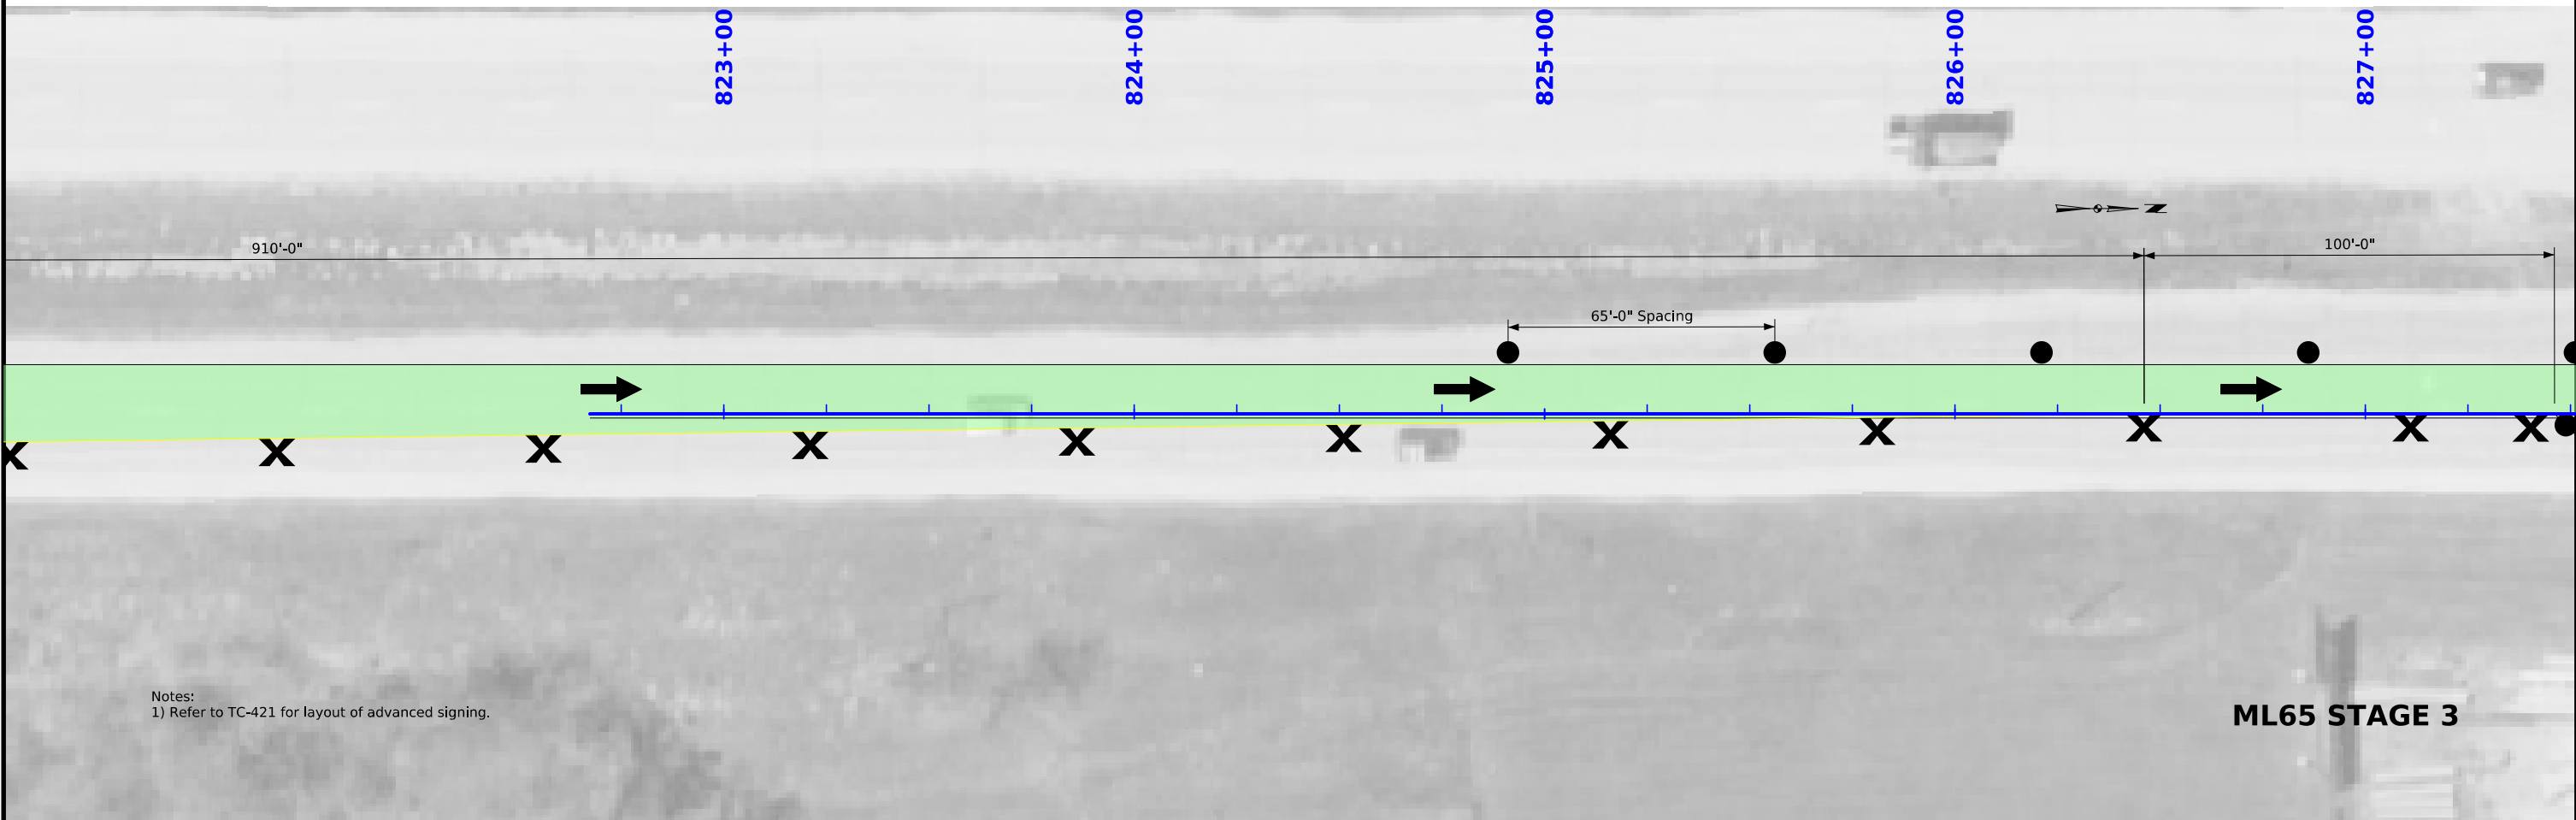 823+00
824+00
825+00
826+00
827+00
N
910'-0"
100'-0"
65'-0" Spacing
Notes:
1) Refer to TC-421 for layout of advanced signing.
ML65 STAGE 3